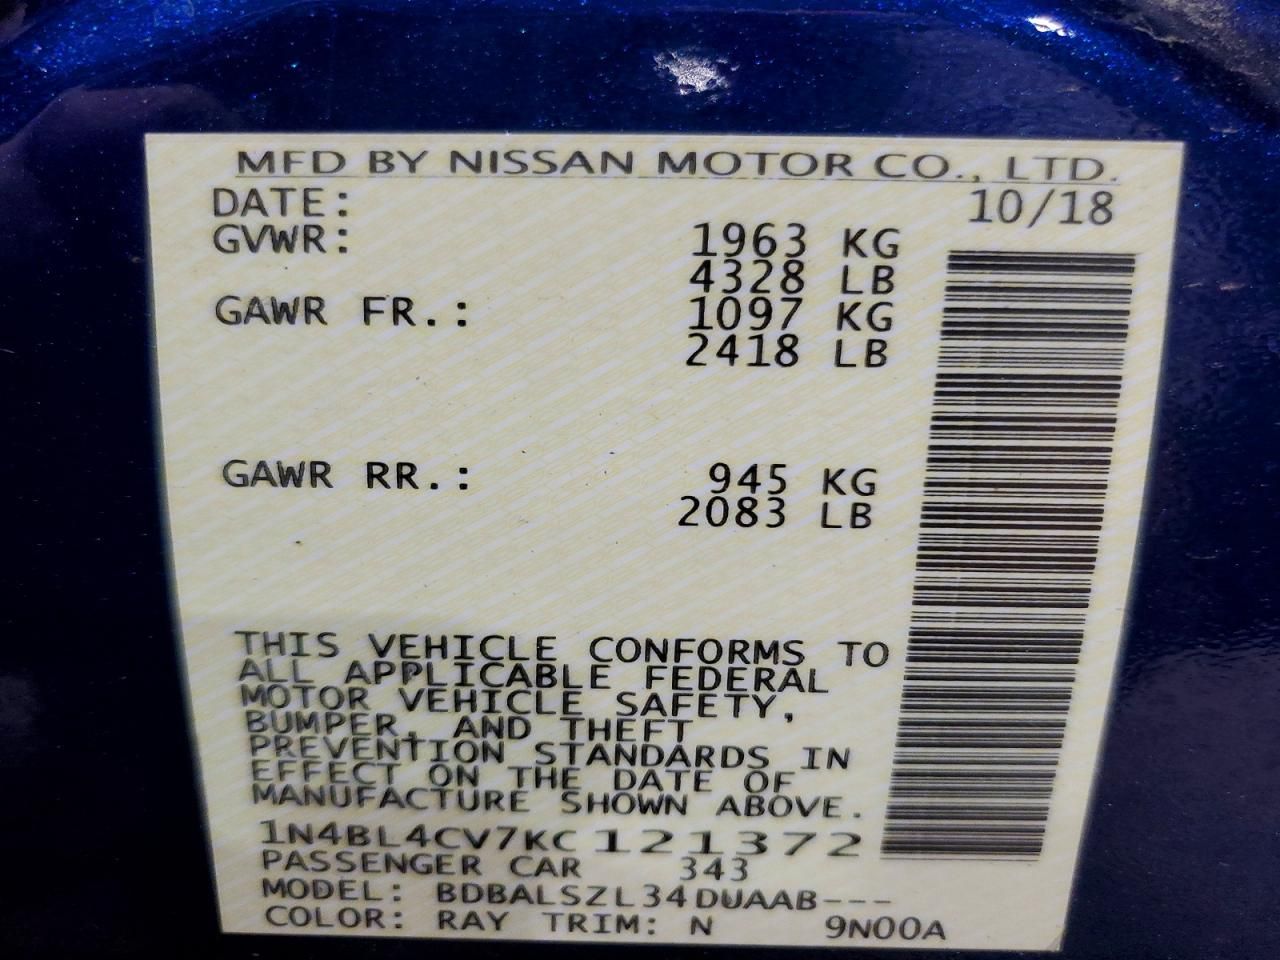 MFD BY NISSAN MOTOR CO., LTD.
DATE: 10/18
GVWR: 1963 KG
4328 LB
GAWR FR.: 1097 KG
2418 LB
GAWR RR.: 945 KG
2083 LB
THIS VEHICLE CONFORMS TO
ALL APPLICABLE FEDERAL
MOTOR VEHICLE SAFETY,
BUMPER, AND THEFT
PREVENTION STANDARDS IN
EFFECT ON THE DATE OF
MANUFACTURE SHOWN ABOVE.
1N4BL4CV7KC121372
PASSENGER CAR 343
MODEL: BDBALSZL34DUAAB---
COLOR: RAY TRIM: N 9N00A